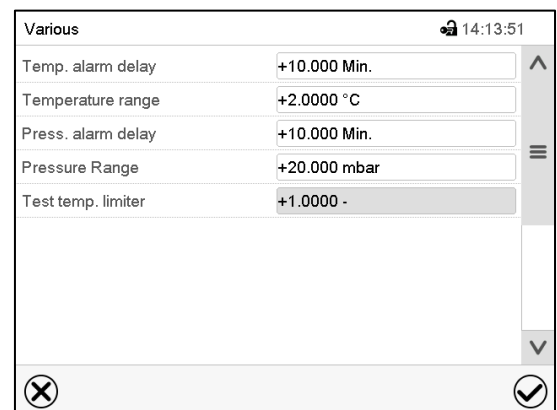 Various 14:13:51
Temp. alarm delay +10.000 Min.
Temperature range +2.0000 °C
Press. alarm delay +10.000 Min.
Pressure Range +20.000 mbar
Test temp. limiter +1.0000 -